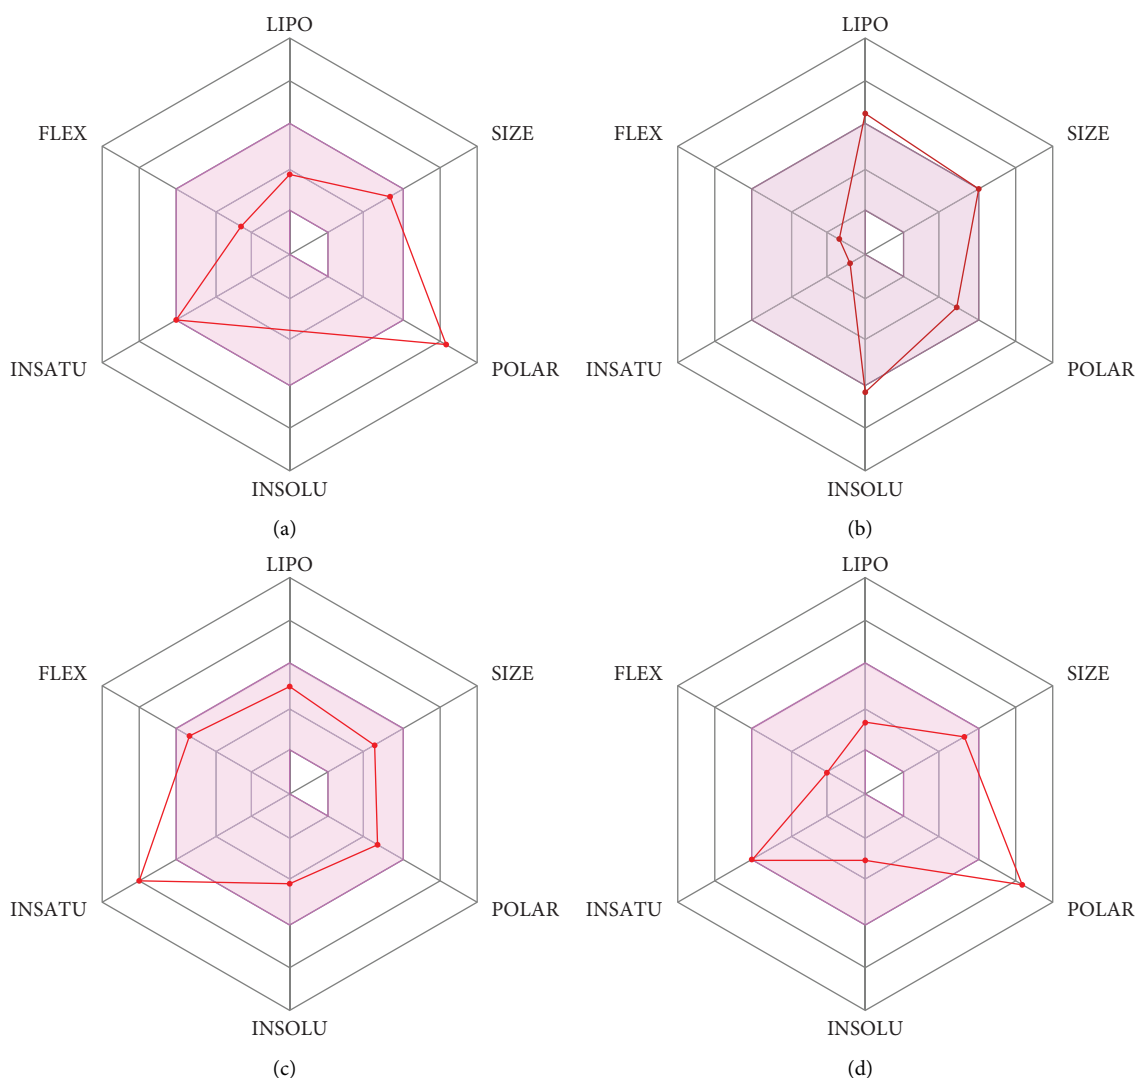 LIPO
LIPO
FLEX
SIZE
FLEX
SIZE
INSATU
POLAR
INSATU
POLAR
INSOLU
INSOLU
(a)
(b)
LIPO
LIPO
FLEX
SIZE
FLEX
SIZE
INSATU
POLAR
INSATU
POLAR
INSOLU
INSOLU
(c)
(d)